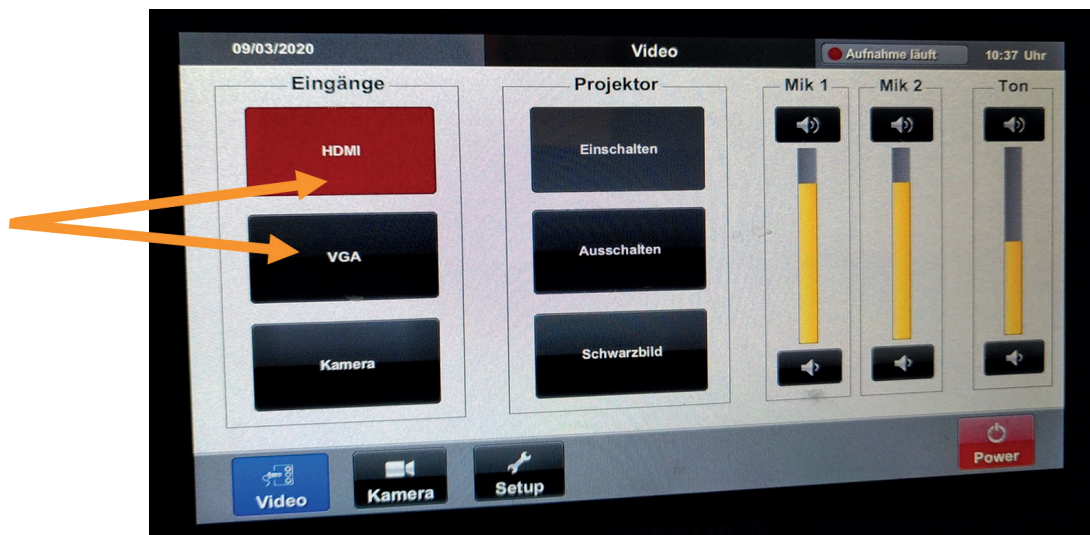 09/03/2020
Video
Aufnahme läuft
10:37 Uhr
Eingänge
HDMI
VGA
Kamera
Projektor
Einschalten
Ausschalten
Schwarzbild
Mik 1
Mik 2
Ton
Video
Kamera
Setup
Power